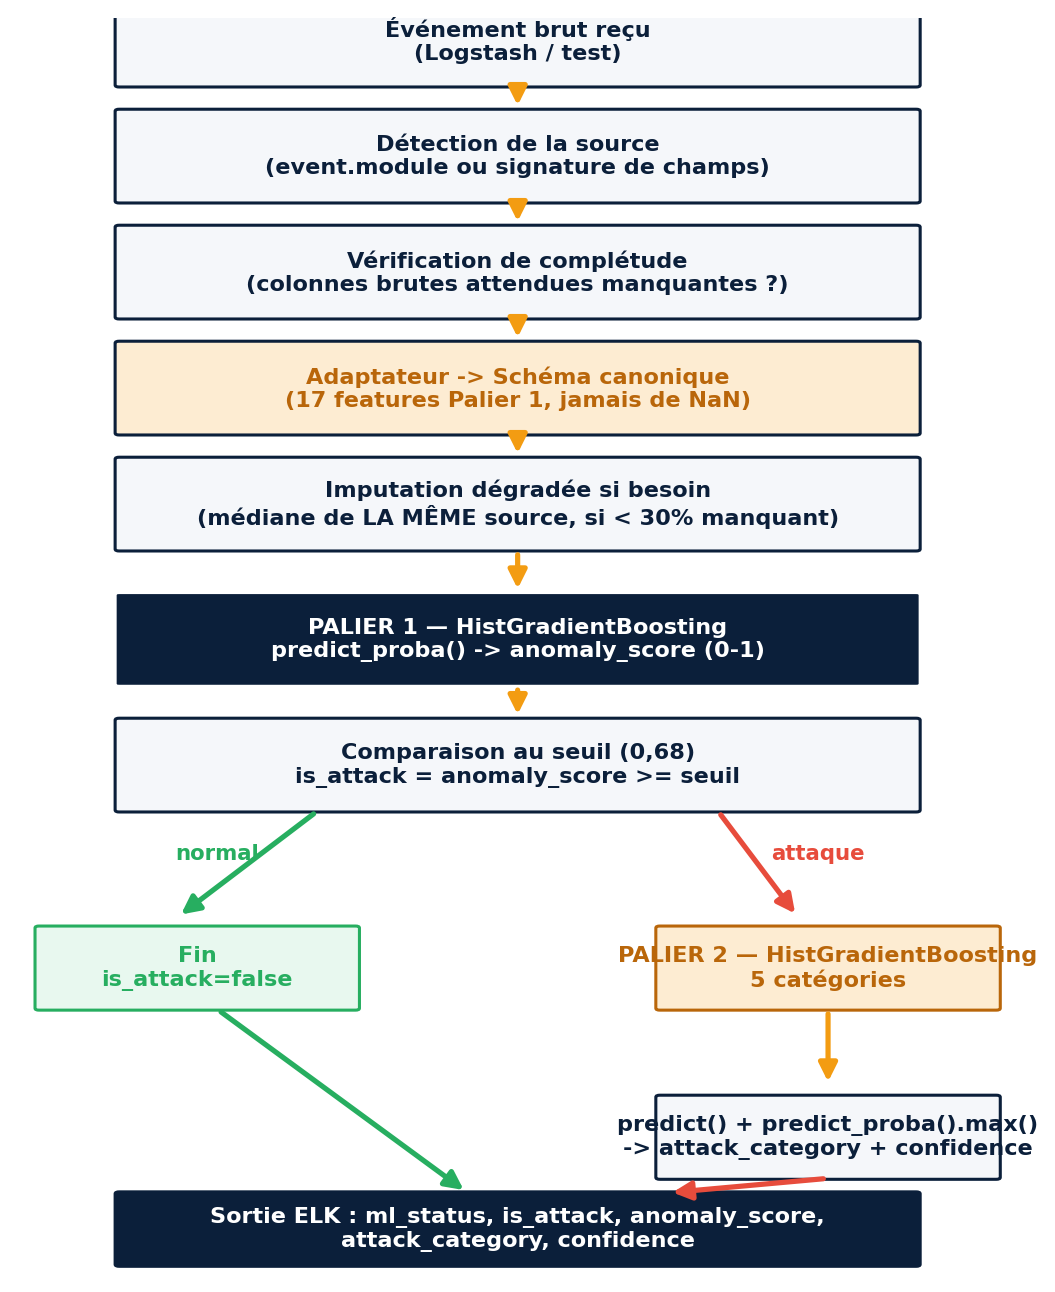 Événement brut reçu
(Logstash / test)
Détection de la source
(event.module ou signature de champs)
Vérification de complétude
(colonnes brutes attendues manquantes ?)
Adaptateur -> Schéma canonique
(17 features Palier 1, jamais de NaN)
Imputation dégradée si besoin
(médiane de LA MÊME source, si < 30% manquant)
PALIER 1 — HistGradientBoosting
predict_proba() -> anomaly_score (0-1)
Comparaison au seuil (0,68)
is_attack = anomaly_score >= seuil
normal
attaque
Fin
is_attack=false
PALIER 2 — HistGradientBoosting
5 catégories
predict() + predict_proba().max()
-> attack_category + confidence
Sortie ELK : ml_status, is_attack, anomaly_score,
attack_category, confidence